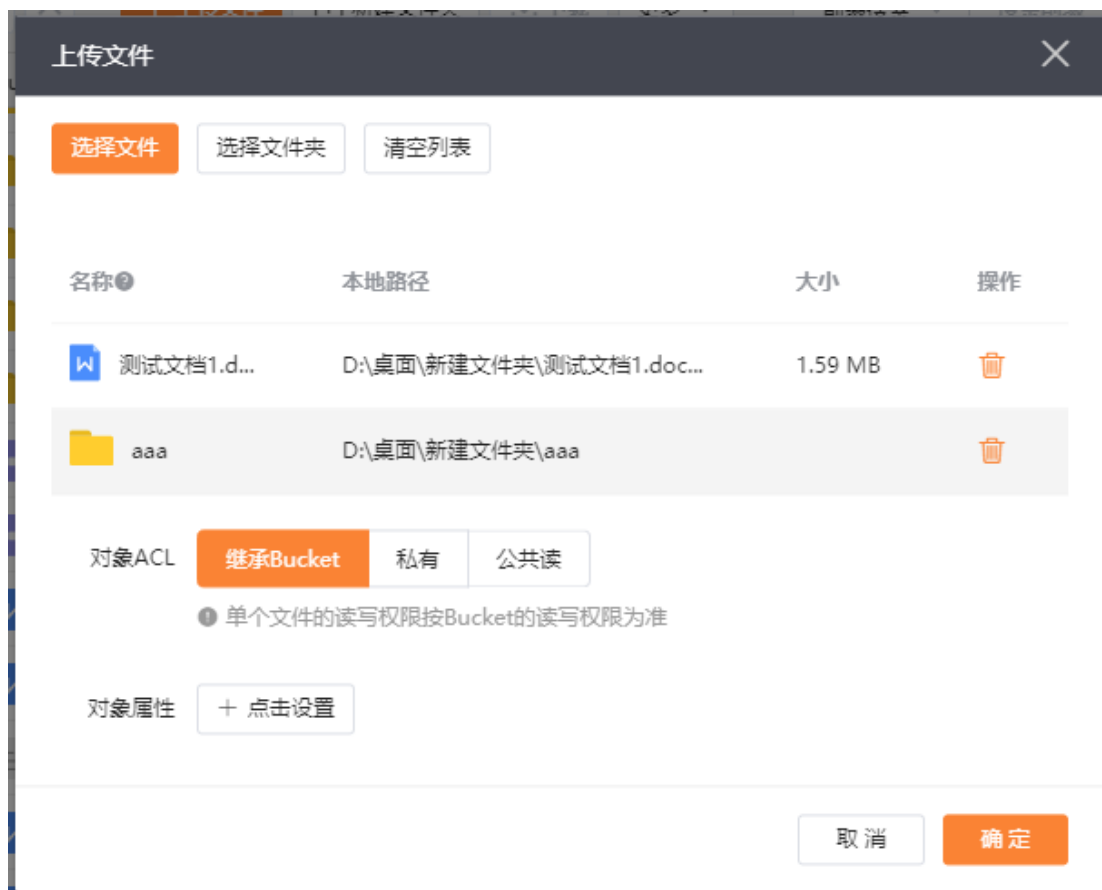 上传文件
选择文件 选择文件夹 清空列表
名称 本地路径 大小 操作
测试文档1.d... D:\桌面\新建文件夹\测试文档1.doc... 1.59 MB
aaa D:\桌面\新建文件夹\aaa
对象ACL 继承Bucket 私有 公共读
单个文件的读写权限按Bucket的读写权限为准
对象属性 + 点击设置
取消 确定